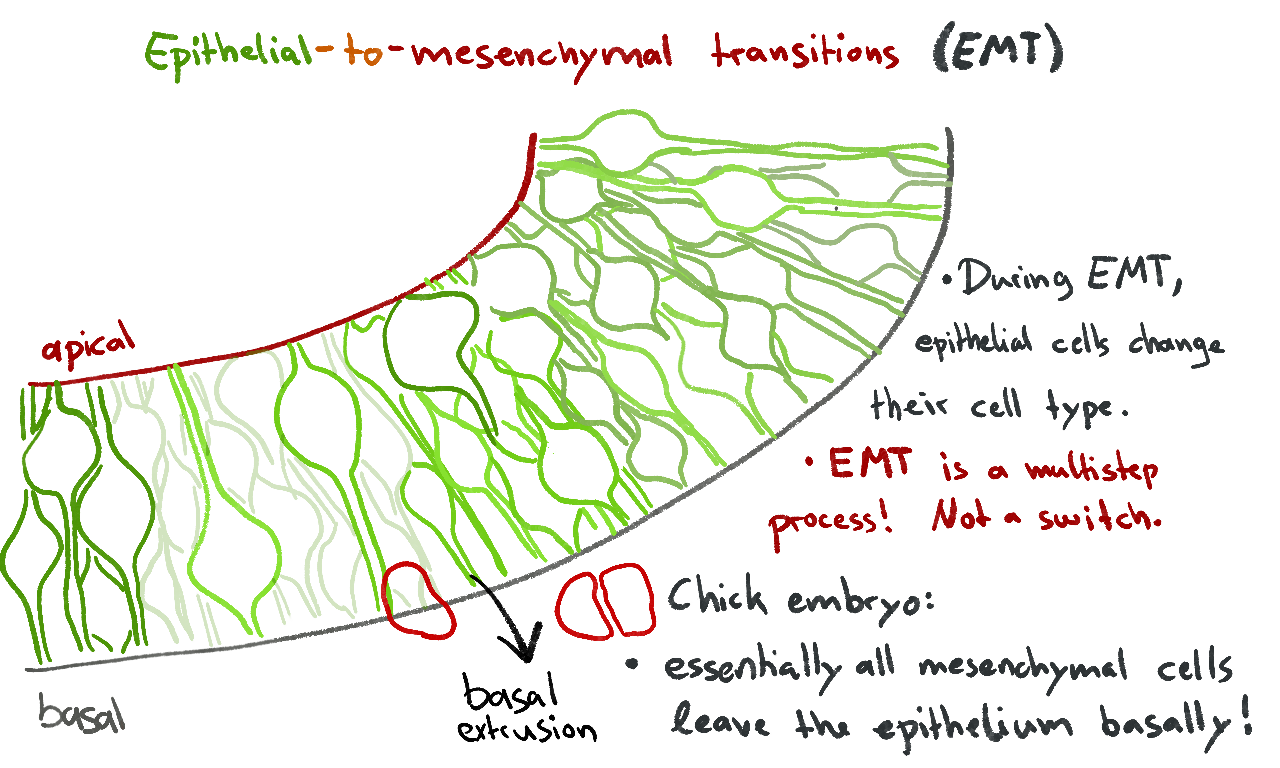 Epithelial-to-mesenchymal transitions (EMT)
apical
• During EMT,
epithelial cells change
their cell type.
• EMT is a multistep
process! Not a switch.
Chick embryo:
• essentially all mesenchymal cells
leave the epithelium basally!
basal
extrusion
basal